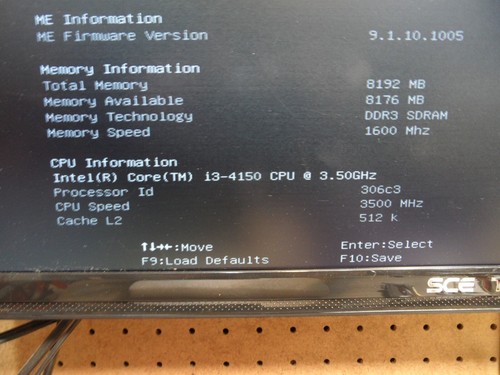 ME Information
ME Firmware Version 9.1.10.1005
Memory Information
Total Memory 8192 MB
Memory Available 8176 MB
Memory Technology DDR3 SDRAM
Memory Speed 1600 Mhz
CPU Information
Intel(R) Core(TM) i3-4150 CPU @ 3.50GHz
Processor Id 306c3
CPU Speed 3500 MHz
Cache L2 512 k
↑↓→←:Move Enter:Select
F9:Load Defaults F10:Save